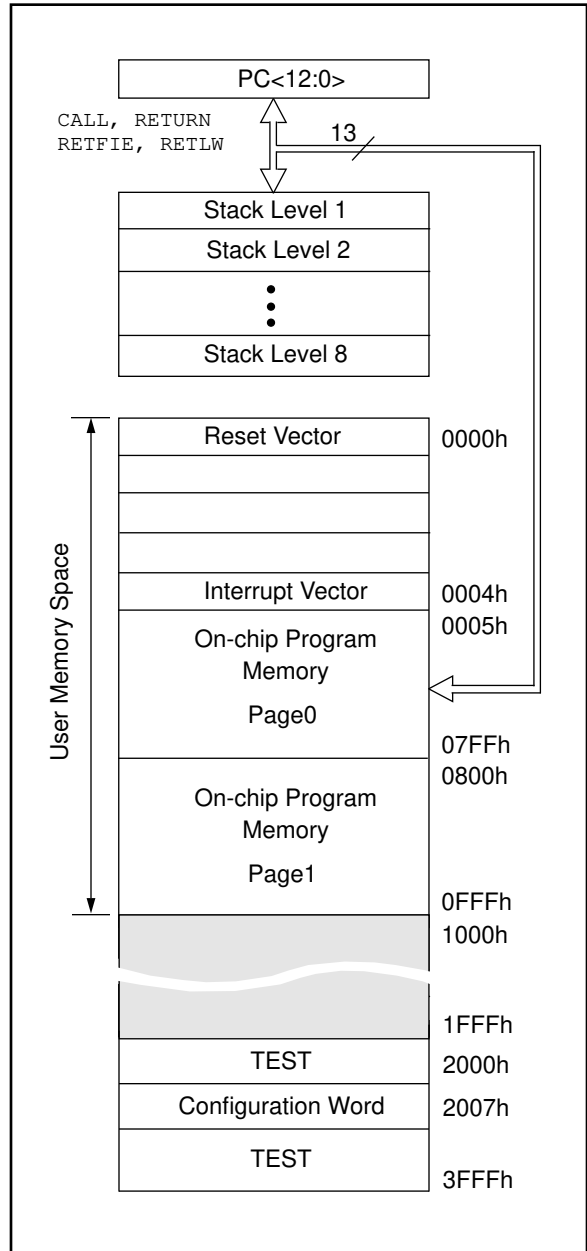 PC<12:0>
CALL, RETURN
RETFIE, RETLW
13
Stack Level 1
Stack Level 2
Stack Level 8
User Memory Space
Reset Vector
0000h
Interrupt Vector
0004h
0005h
On-chip Program
Memory
Page0
07FFh
0800h
On-chip Program
Memory
Page1
0FFFh
1000h
1FFFh
TEST
2000h
Configuration Word
2007h
TEST
3FFFh